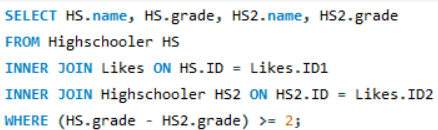 SELECT HS.name, HS.grade, HS2.name, HS2.grade
FROM Highschooler HS
INNER JOIN Likes ON HS.ID = Likes.ID1
INNER JOIN Highschooler HS2 ON HS2.ID = Likes.ID2
WHERE (HS.grade - HS2.grade) >= 2;